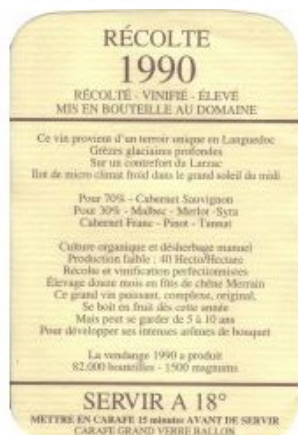 RÉCOLTE
1990
RÉCOLTÉ - VINIFIÉ - ÉLEVÉ
MIS EN BOUTEILLE AU DOMAINE
Ce vin provient d'un terroir unique en Languedoc
Grèzes glaciaires profondes
Sur un contrefort du Larzac
Ilot de micro climat froid dans le grand soleil du midi
Pour 70% - Cabernet Sauvignon
Pour 30% - Malbec - Merlot - Syra
Cabernet Franc - Pinot - Tannat
Culture organique et désherbage manuel
Production faible : 40 Hecto/Hectare
Récolte et vinification perfectionnistes
Élevage douze mois en fûts de chêne Merrain
Ce grand vin puissant, complexe, original,
Se boit en fruit dès cette année
Mais peut se garder de 5 à 10 ans
Pour développer ses intenses arômes de bouquet
La vendange 1990 a produit
82.000 bouteilles - 1500 magnums
SERVIR A 18°
METTRE EN CARAFE 15 minutes AVANT DE SERVIR
CARAFE GRAND VERRE BALLON